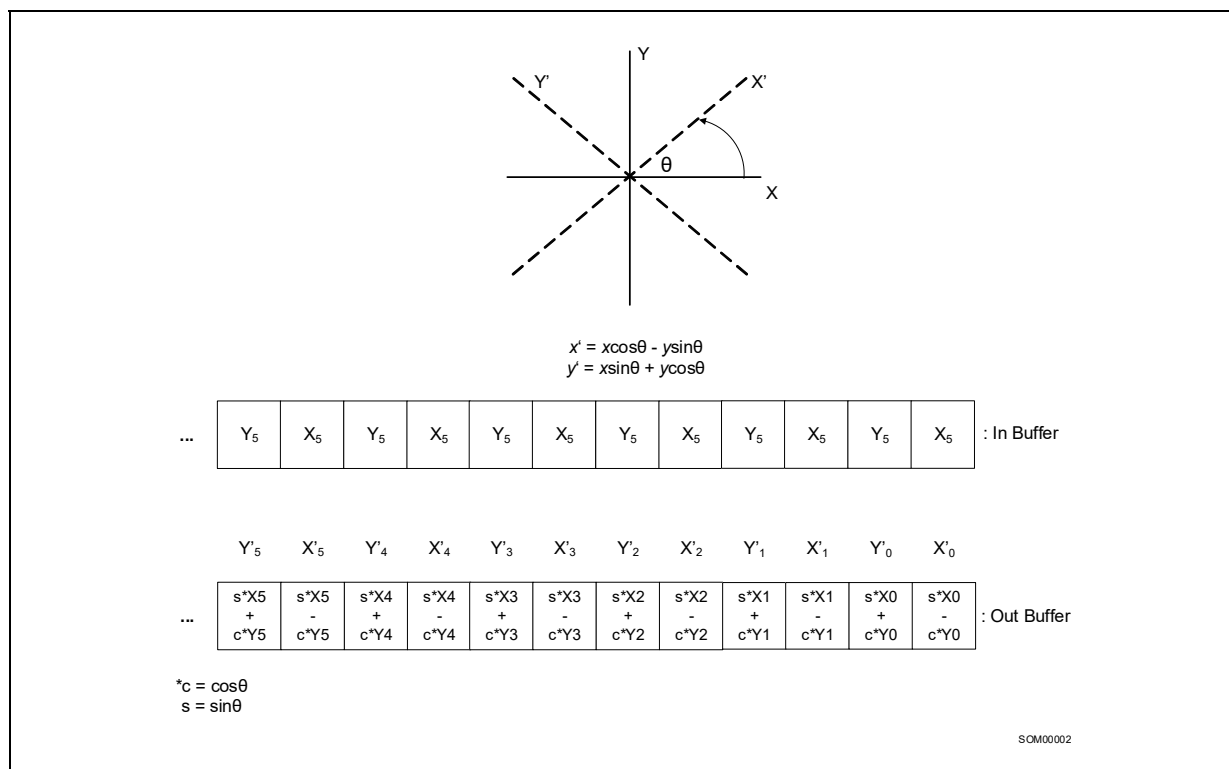 Y
Y’
X’
θ
X
x‘ = xcosθ - ysinθ
y‘ = xsinθ + ycosθ
... Y5 X5 Y5 X5 Y5 X5 Y5 X5 Y5 X5 Y5 X5 : In Buffer
Y’5 X’5 Y’4 X’4 Y’3 X’3 Y’2 X’2 Y’1 X’1 Y’0 X’0
s*X5 s*X5 s*X4 s*X4 s*X3 s*X3 s*X2 s*X2 s*X1 s*X1 s*X0 s*X0
... + - + - + - + - + - + - : Out Buffer
c*Y5 c*Y5 c*Y4 c*Y4 c*Y3 c*Y3 c*Y2 c*Y2 c*Y1 c*Y1 c*Y0 c*Y0
*c = cosθ
s = sinθ
SOM00002